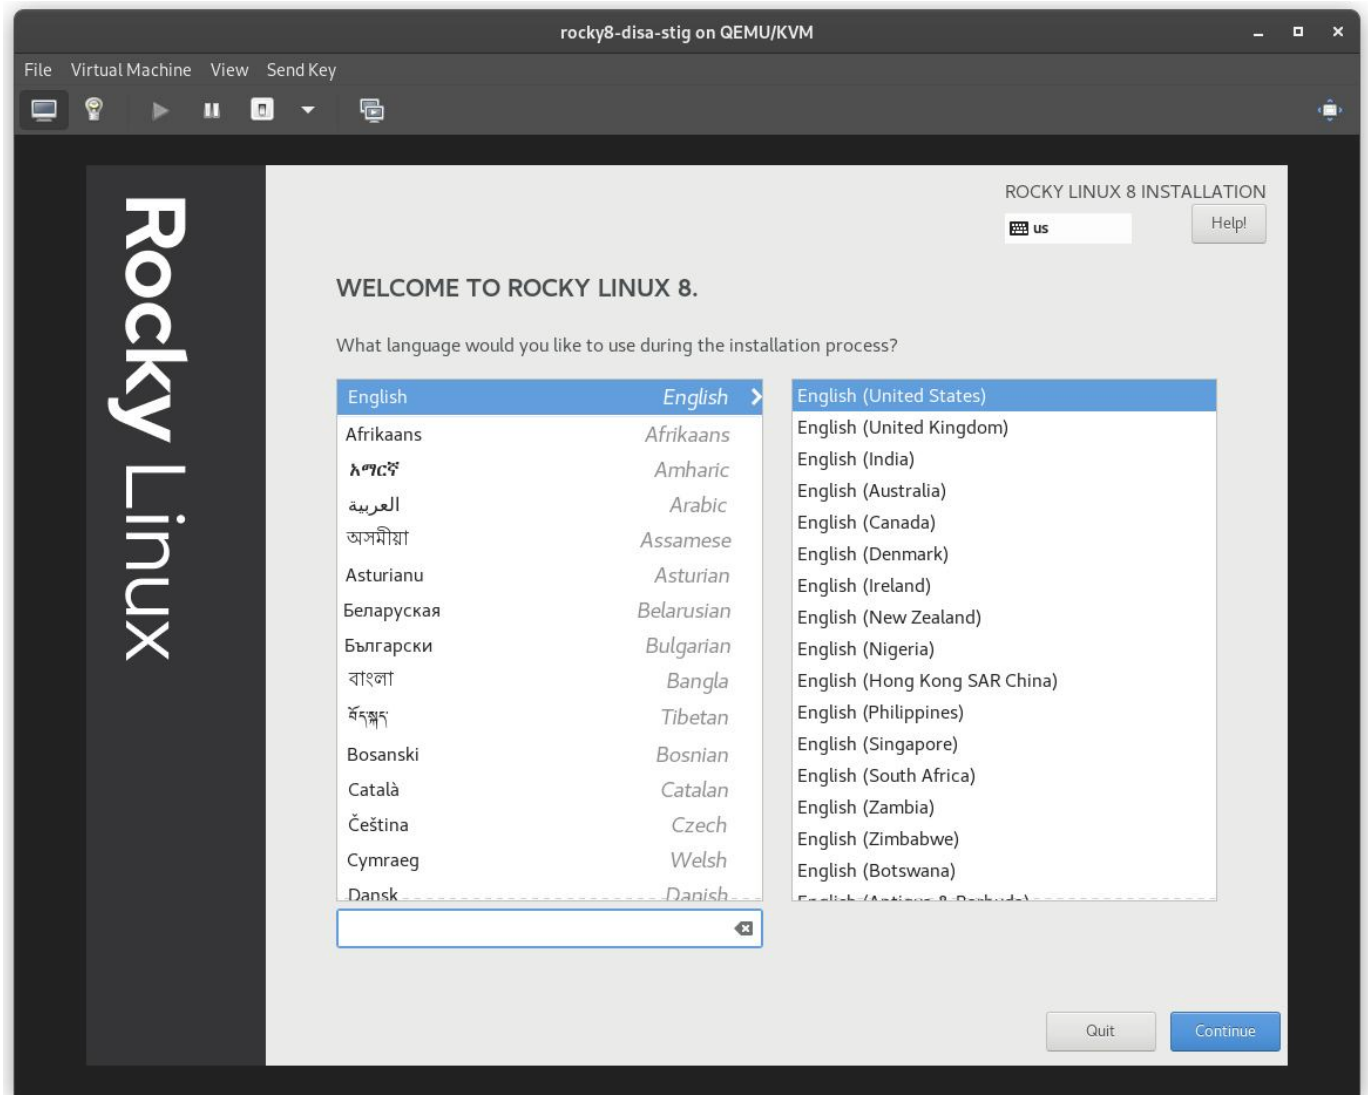 rocky8-disa-stig on QEMU/KVM
File Virtual Machine View Send Key
Rocky Linux
ROCKY LINUX 8 INSTALLATION
us
Help!
WELCOME TO ROCKY LINUX 8.
What language would you like to use during the installation process?
English English
Afrikaans Afrikaans
አማርኛ Amharic
العربية Arabic
অসমীয়া Assamese
Asturianu Asturian
Беларуская Belarusian
Български Bulgarian
বাংলা Bangla
བོད་སྐད་ Tibetan
Bosanski Bosnian
Català Catalan
Čeština Czech
Cymraeg Welsh
Dansk Danish
English (United States)
English (United Kingdom)
English (India)
English (Australia)
English (Canada)
English (Denmark)
English (Ireland)
English (New Zealand)
English (Nigeria)
English (Hong Kong SAR China)
English (Philippines)
English (Singapore)
English (South Africa)
English (Zambia)
English (Zimbabwe)
English (Botswana)
English (Antigua & Barbuda)
Quit
Continue